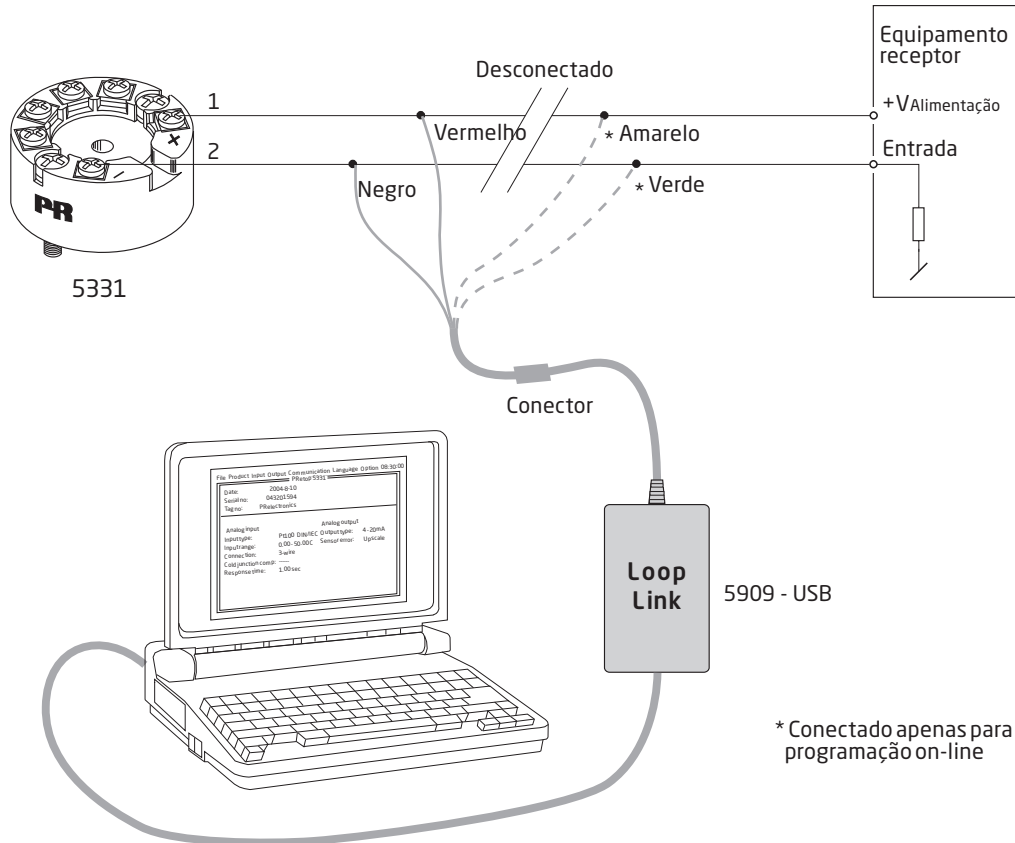 Equipamento
receptor
Desconectado
1
+VAlimentação
Vermelho
* Amarelo
2
Entrada
Negro
* Verde
+
-
PR
5331
Conector
File Product Input Output Communication Language Option 08:30:00
PRetop 5331
Date: 2004-8-10
Serial no: 043201594
Tag no: PRelectronics
Analog input
Analog output
Input type: Pt100 DIN/IEC Output type: 4-20mA
Input range: 0.00-50.00C Sensor error: Upscale
Connection: 3-wire
Cold junction comp: ----
Response time: 1.00 sec
Loop
Link
5909 - USB
* Conectado apenas para
programação on-line